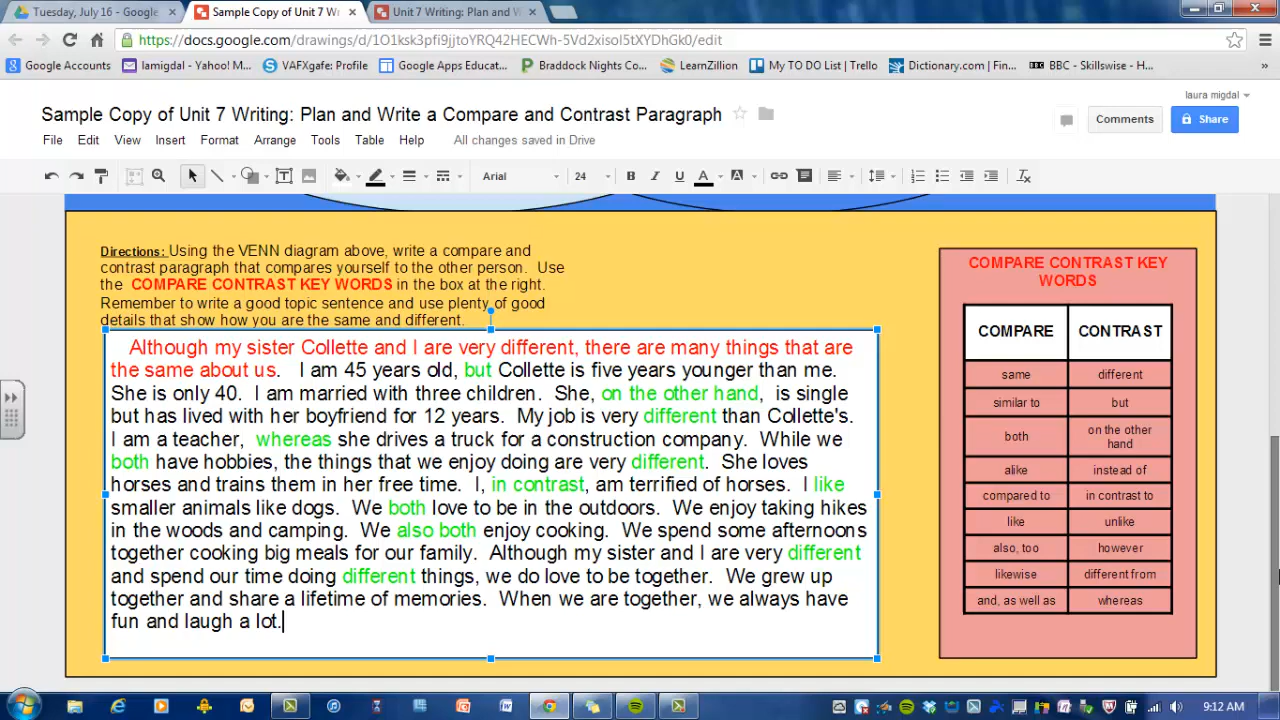 Tuesday, July 16 - Google
Sample Copy of Unit 7 W
Unit 7 Writing: Plan and W
https://docs.google.com/drawings/d/1O1ksk3pfi9jjtoYRQ42HECWh-5Vd2xisol5tXYDhGk0/edit
Google Accounts
lamigdal - Yahoo! M...
VAFXgafe: Profile
Google Apps Educat...
Braddock Nights Co...
LearnZillion
My TO DO List | Trello
Dictionary.com | Fin...
BBC - Skillswise - H...
laura migdal
Sample Copy of Unit 7 Writing: Plan and Write a Compare and Contrast Paragraph
Comments
Share
File Edit View Insert Format Arrange Tools Table Help All changes saved in Drive
Arial 24
Directions: Using the VENN diagram above, write a compare and
contrast paragraph that compares yourself to the other person. Use
the COMPARE CONTRAST KEY WORDS in the box at the right.
Remember to write a good topic sentence and use plenty of good
details that show how you are the same and different.
Although my sister Collette and I are very different, there are many things that are
the same about us. I am 45 years old, but Collette is five years younger than me.
She is only 40. I am married with three children. She, on the other hand, is single
but has lived with her boyfriend for 12 years. My job is very different than Collette's.
I am a teacher, whereas she drives a truck for a construction company. While we
both have hobbies, the things that we enjoy doing are very different. She loves
horses and trains them in her free time. I, in contrast, am terrified of horses. I like
smaller animals like dogs. We both love to be in the outdoors. We enjoy taking hikes
in the woods and camping. We also both enjoy cooking. We spend some afternoons
together cooking big meals for our family. Although my sister and I are very different
and spend our time doing different things, we do love to be together. We grew up
together and share a lifetime of memories. When we are together, we always have
fun and laugh a lot.
COMPARE CONTRAST KEY
WORDS
COMPARE CONTRAST
same different
similar to but
both on the other
hand
alike instead of
compared to in contrast to
like unlike
also, too however
likewise different from
and, as well as whereas
9:12 AM